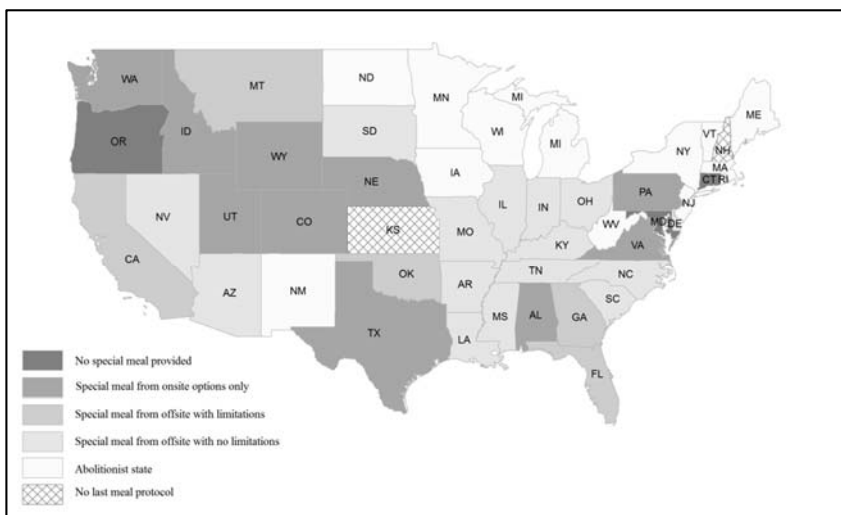 WA
MT
ND
MN
MI
ME
VT
NH
OR
ID
SD
WI
MI
NY
MA
WY
CT RI
IA
NE
PA
NJ
NV
UT
CO
IL
IN
OH
MD DE
WV
KS
MO
KY
VA
CA
OK
TN
NC
AZ
NM
AR
SC
MS
AL
GA
TX
LA
FL
No special meal provided
Special meal from onsite options only
Special meal from offsite with limitations
Special meal from offsite with no limitations
Abolitionist state
No last meal protocol